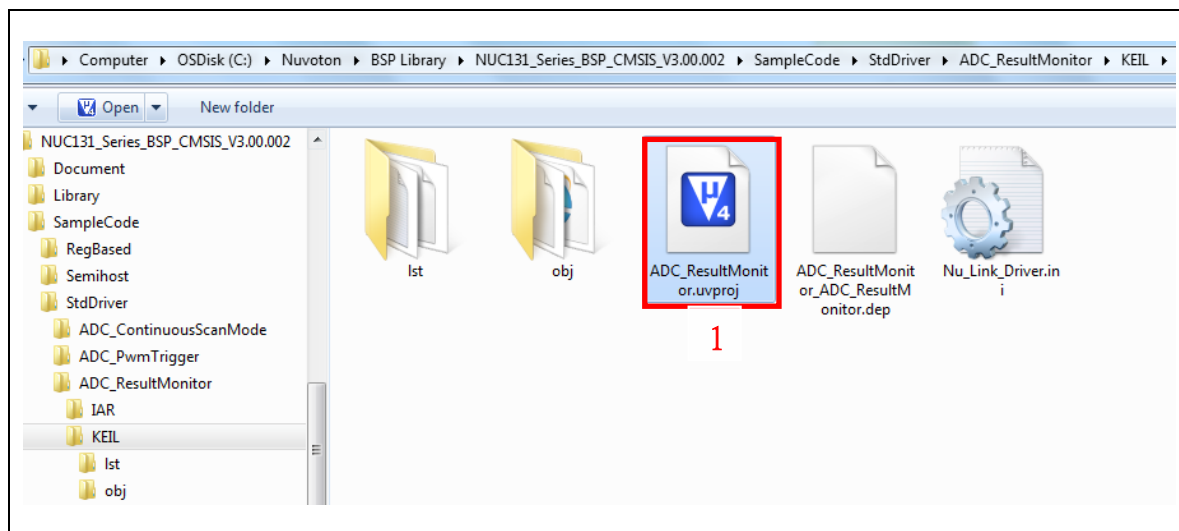 Computer ▸ OSDisk (C:) ▸ Nuvoton ▸ BSP Library ▸ NUC131_Series_BSP_CMSIS_V3.00.002 ▸ SampleCode ▸ StdDriver ▸ ADC_ResultMonitor ▸ KEIL ▸
Open New folder
NUC131_Series_BSP_CMSIS_V3.00.002
Document
Library
SampleCode
RegBased
Semihost
StdDriver
ADC_ContinuousScanMode
ADC_PwmTrigger
ADC_ResultMonitor
IAR
KEIL
lst
obj
lst
obj
µ
V4
ADC_ResultMonit
or.uvproj
ADC_ResultMonit
or_ADC_ResultM
onitor.dep
Nu_Link_Driver.in
i
1